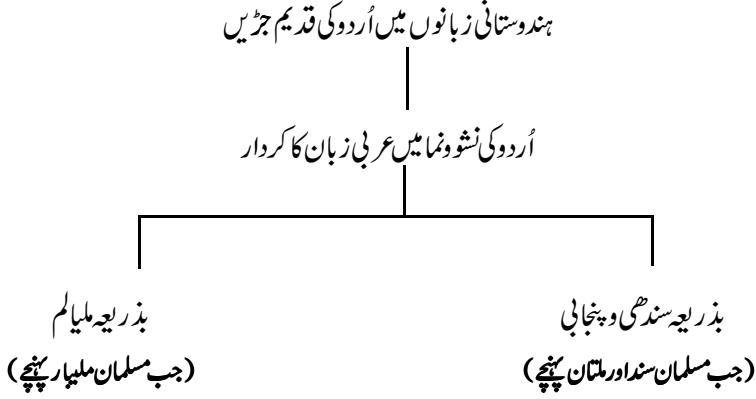 ہندوستانی زبانوں میں اُردو کی قدیم جڑیں
اُردو کی نشوونما میں عربی زبان کا کردار
بذریعہ سندھی و پنجابی
(جب مسلمان سند اور ملتان پہنچے)
بذریعہ ملیالم
(جب مسلمان ملیبار پہنچے)